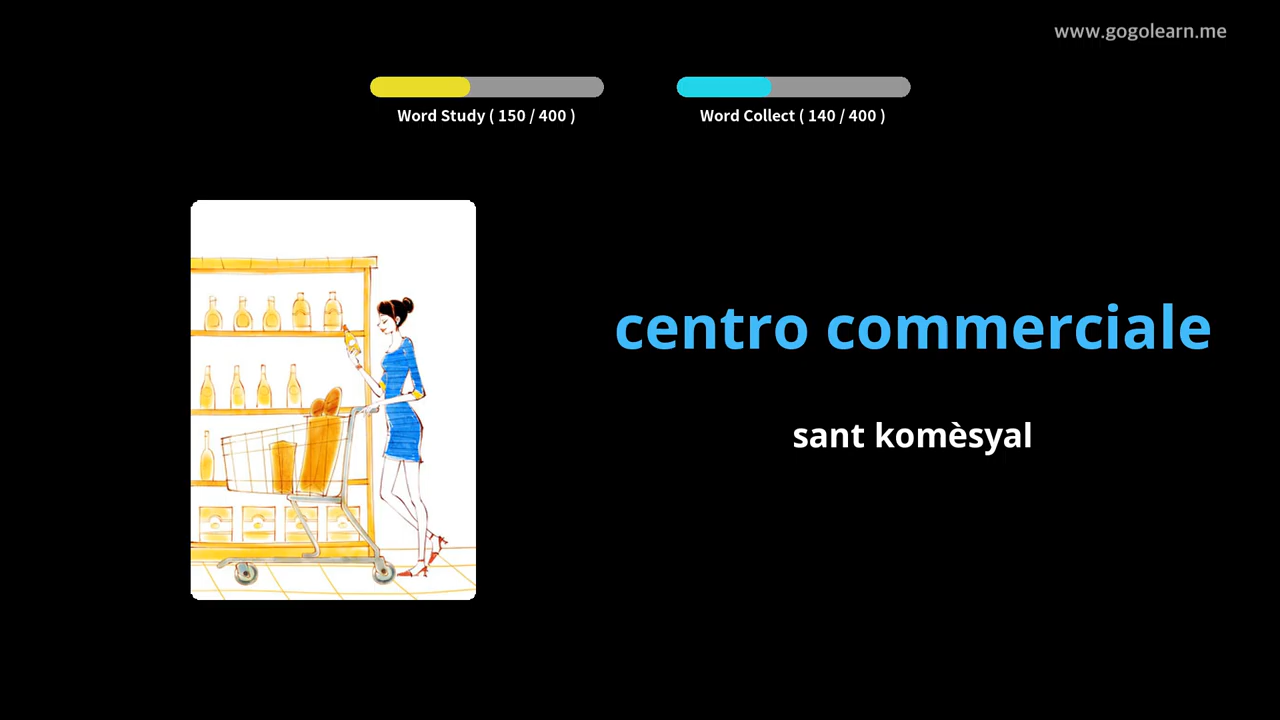 www.gogolearn.me
Word Study ( 150 / 400 )
Word Collect ( 140 / 400 )
centro commerciale
sant komèsyal